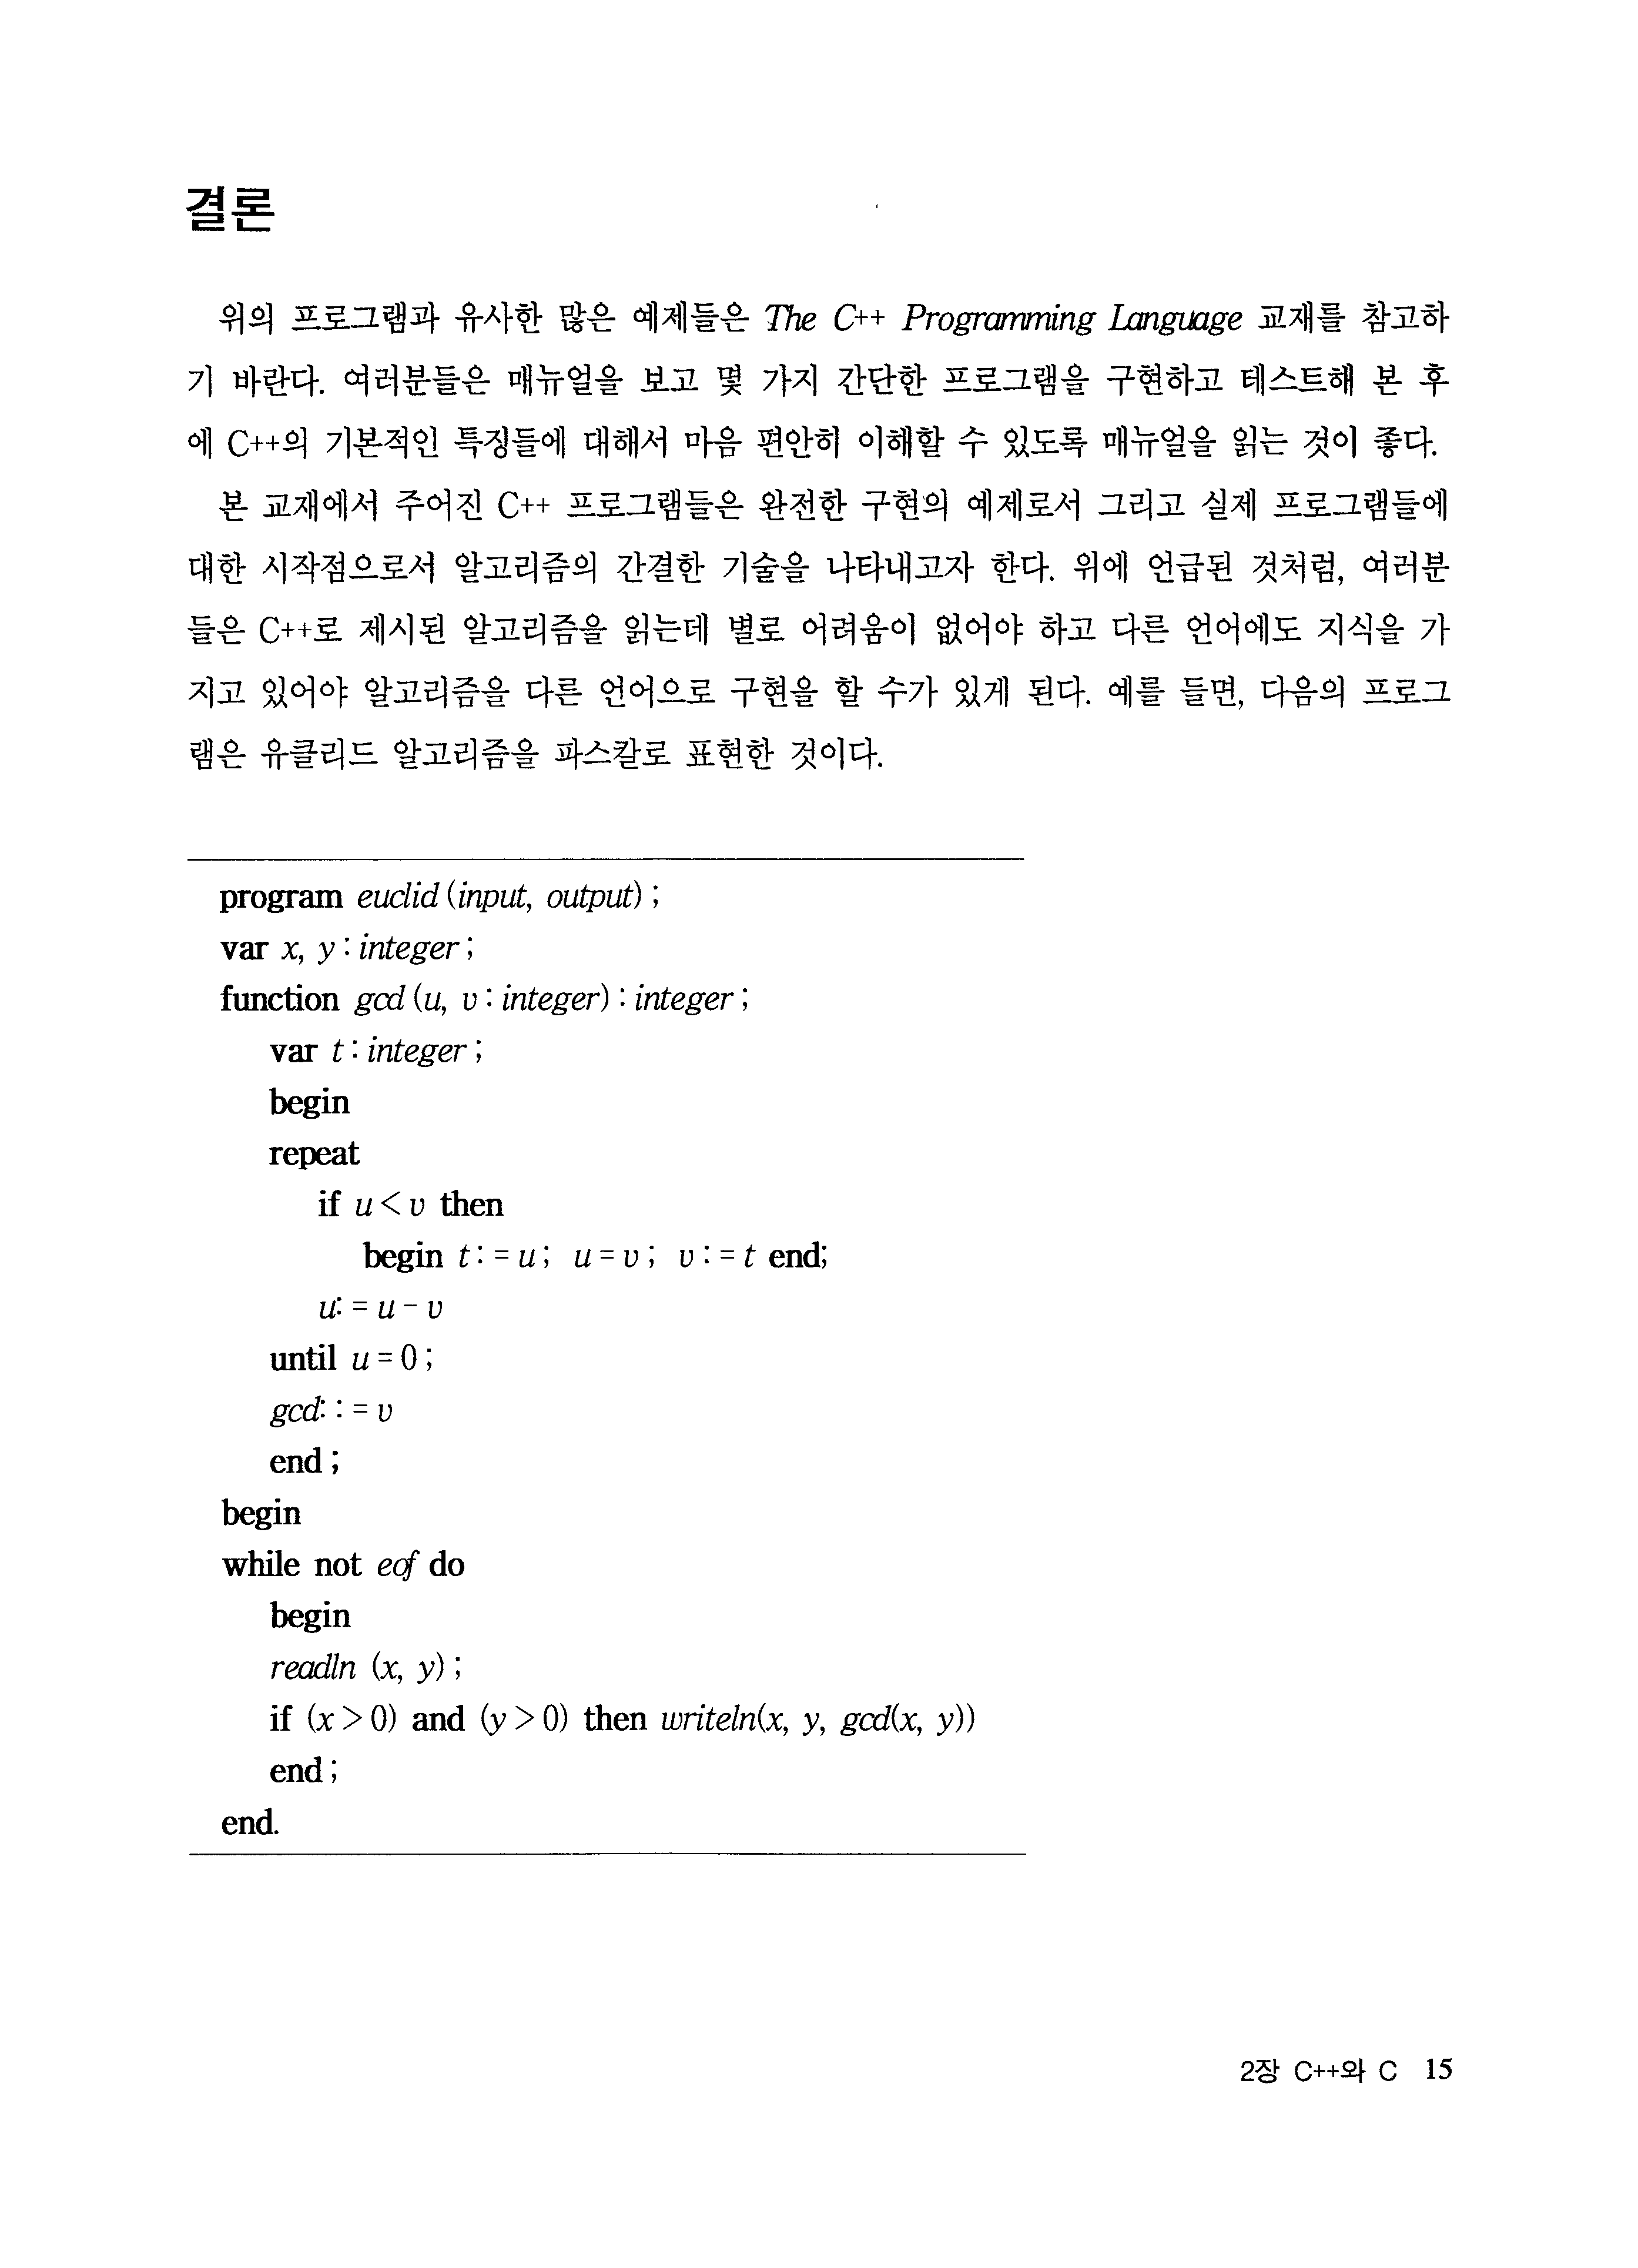 결론
위의 프로그램과 유사한 많은 예제들은 The C++ Programming Language 교재를 참고하
기 바란다. 여러분들은 매뉴얼을 보고 몇 가지 간단한 프로그램을 구현하고 테스트해 본 후
에 C++의 기본적인 특징들에 대해서 마음 편안히 이해할 수 있도록 매뉴얼을 읽는 것이 좋다.
본 교재에서 주어진 C++ 프로그램들은 완전한 구현의 예제로서 그리고 실제 프로그램들에
대한 시작점으로서 알고리즘의 간결한 기술을 나타내고자 한다. 위에 언급된 것처럼, 여러분
들은 C++로 제시된 알고리즘을 읽는데 별로 어려움이 없어야 하고 다른 언어에도 지식을 가
지고 있어야 알고리즘을 다른 언어으로 구현을 할 수가 있게 된다. 예를 들면, 다음의 프로그
램은 유클리드 알고리즘을 파스칼로 표현한 것이다.
program euclid (input, output) ;
var x, y : integer ;
function gcd (u, v : integer) : integer ;
var t : integer ;
begin
repeat
if u < v then
begin t : = u ; u = v ; v : = t end;
u: = u - v
until u = 0 ;
gcd: : = v
end ;
begin
while not eof do
begin
readln (x, y) ;
if (x > 0) and (y > 0) then writeln(x, y, gcd(x, y))
end ;
end.
2장 C++와 C 15